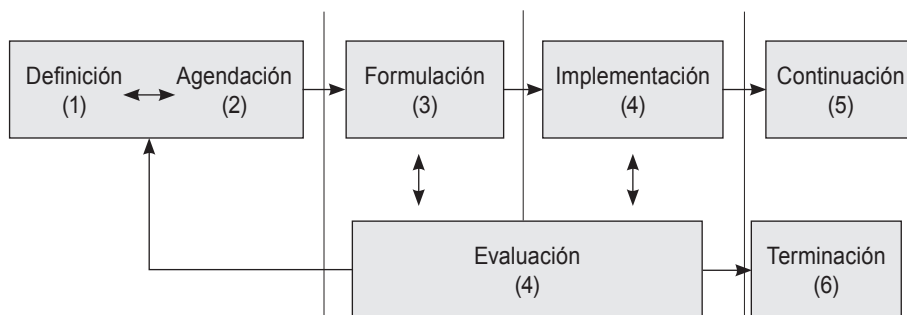 Definición
(1)
Agendación
(2)
Formulación
(3)
Implementación
(4)
Continuación
(5)
Evaluación
(4)
Terminación
(6)